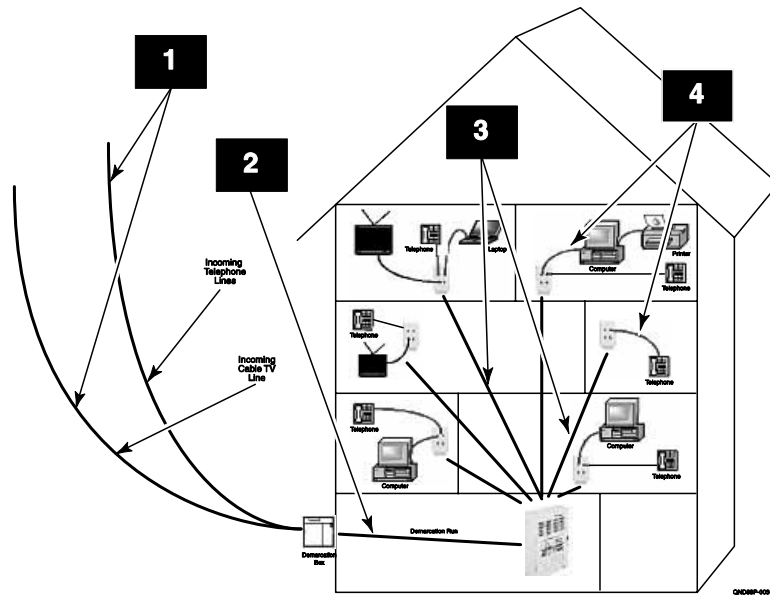 1
2
3
4
Incoming
Telephone
Lines
Incoming
Cable TV
Line
Telephone
Laptop
Computer
Printer
Telephone
Telephone
Telephone
Telephone
Computer
Computer
Telephone
Demarcation Run
Demarcation
Box